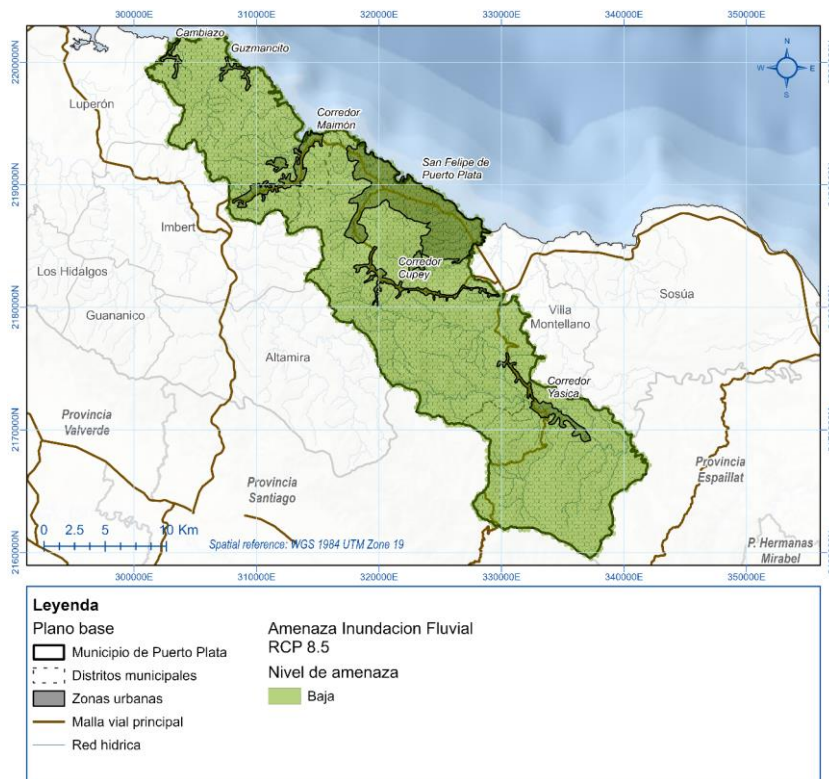 300000E 310000E 320000E 330000E 340000E 350000E
Cambiazo
Guzmancito
N
W E
S
2200000N
Luperón
Corredor
Maimón
San Felipe de
Puerto Plata
2190000N
Imbert
Los Hidalgos
Corredor
Cupey
Sosúa
2180000N
Guananico
Villa
Montellano
Altamira
Corredor
Yasica
Provincia
Valverde
2170000N
Provincia
Santiago
Provincia
Espaillat
0 2.5 5 10 Km
Spatial reference: WGS 1984 UTM Zone 19
P. Hermanas
Mirabel
2160000N
300000E 310000E 320000E 330000E 340000E 350000E
Leyenda
Plano base
Municipio de Puerto Plata
Distritos municipales
Zonas urbanas
Malla vial principal
Red hidrica
Amenaza Inundacion Fluvial
RCP 8.5
Nivel de amenaza
Baja